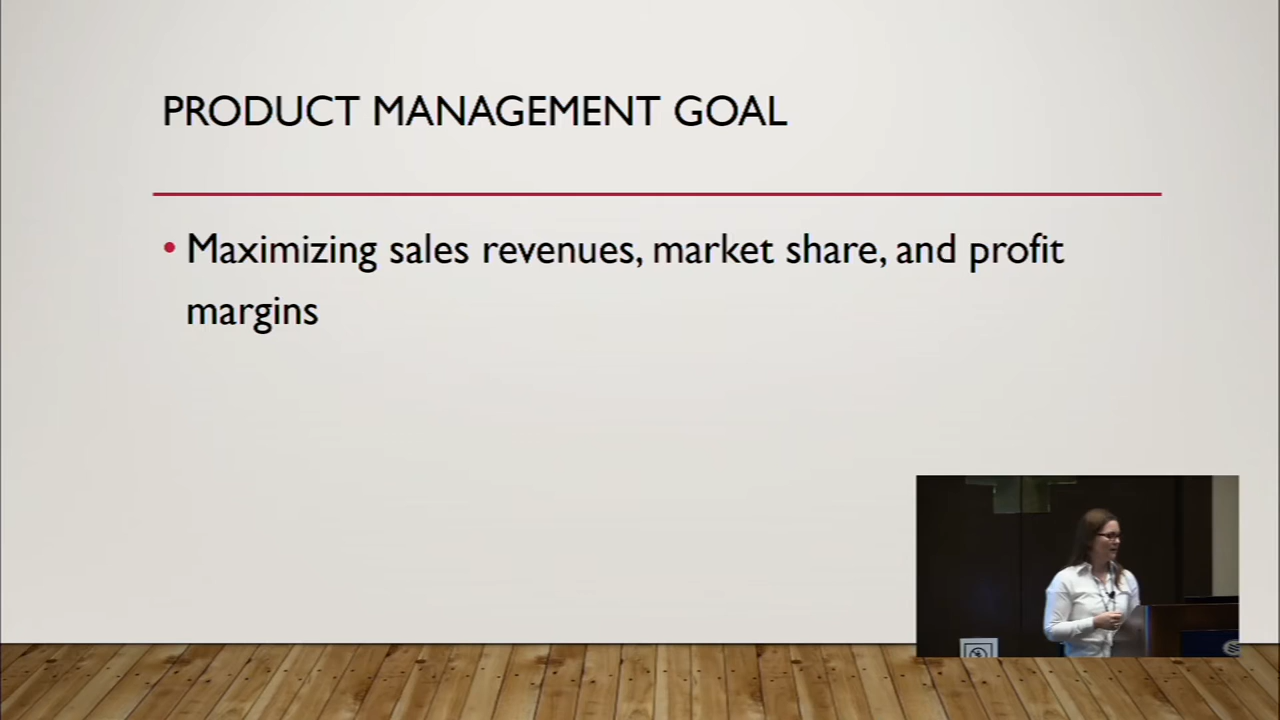 PRODUCT MANAGEMENT GOAL
• Maximizing sales revenues, market share, and profit
margins